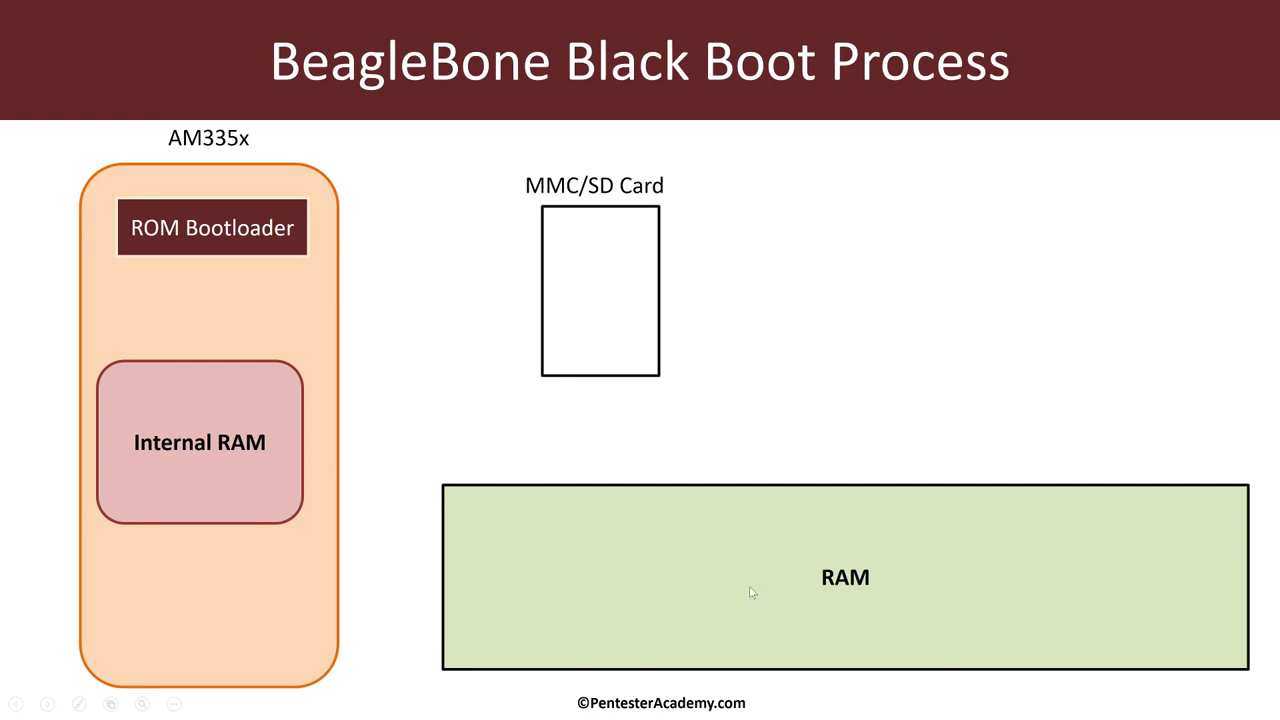 BeagleBone Black Boot Process
AM335x
MMC/SD Card
ROM Bootloader
Internal RAM
RAM
©PentesterAcademy.com